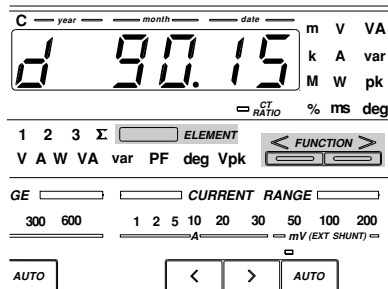 C year month date m V VA
d 90.15 k A var
M W pk
CT RATIO % ms deg
1 2 3 Σ ELEMENT < FUNCTION >
V A W VA var PF deg Vpk
GE CURRENT RANGE
300 600 1 2 5 10 20 30 50 100 200
A mV (EXT SHUNT)
AUTO < > AUTO